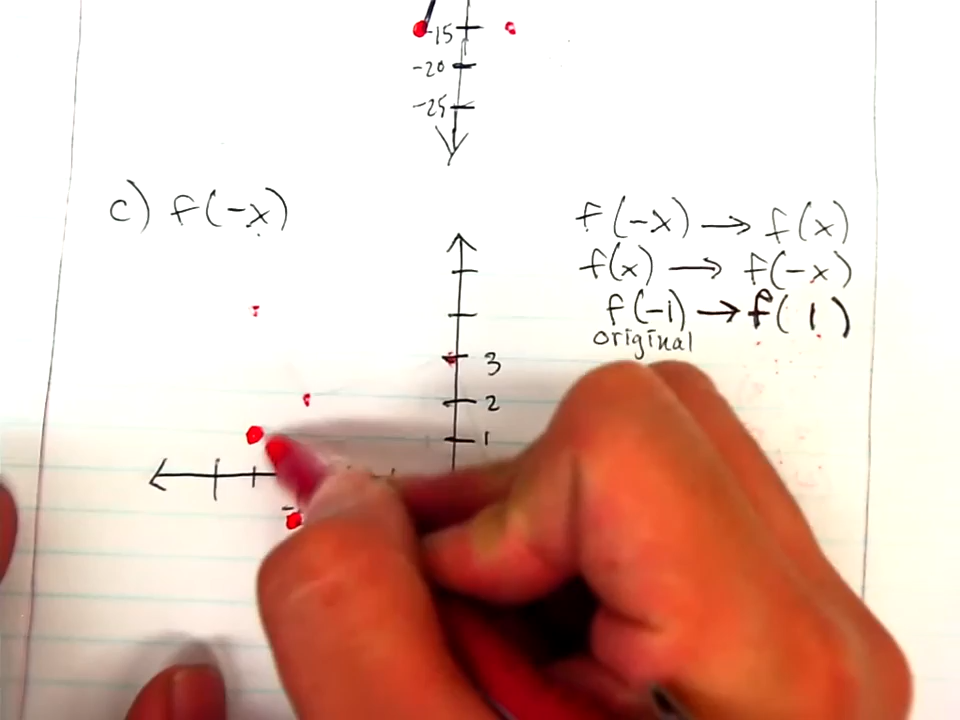 -15
-20
-25
c) f(-x)
f(-x) → f(x)
f(x) → f(-x)
f(-1) → f( 1 )
original
3
2
1